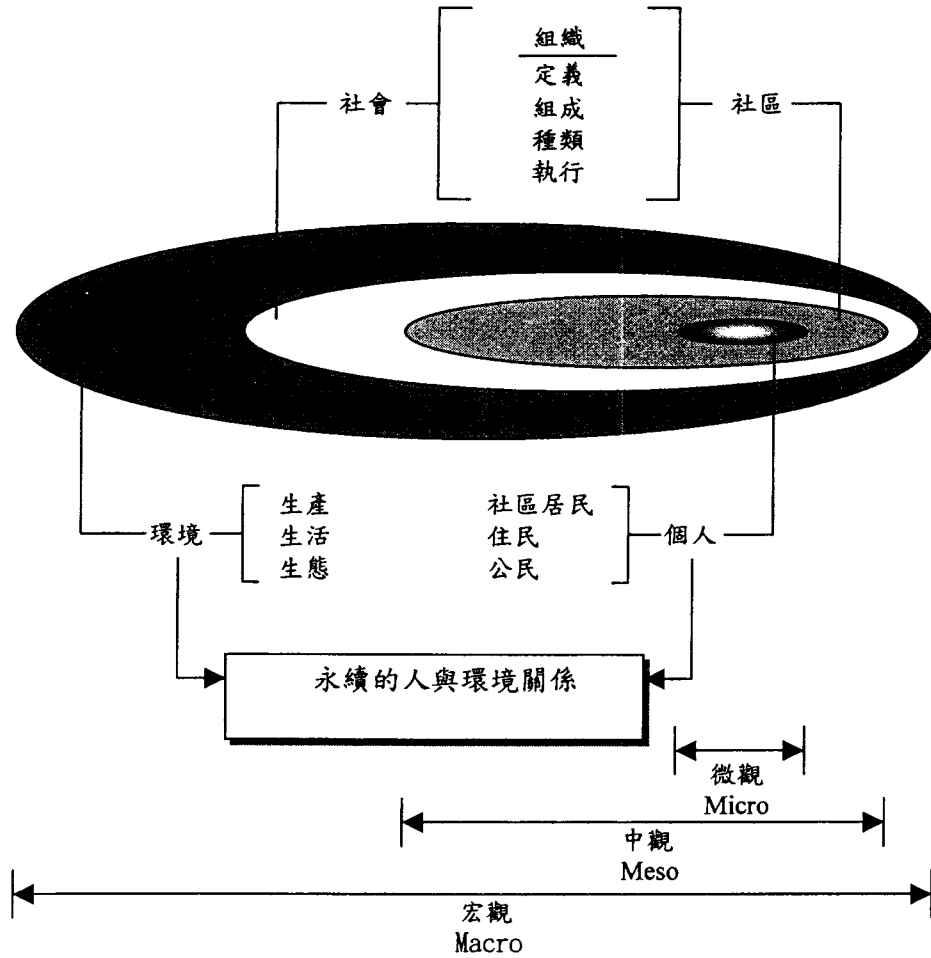 組織
定義
組成
種類
執行
社會
社區
環境
生產
生活
生態
社區居民
住民
公民
個人
永續的人與環境關係
微觀
Micro
中觀
Meso
宏觀
Macro